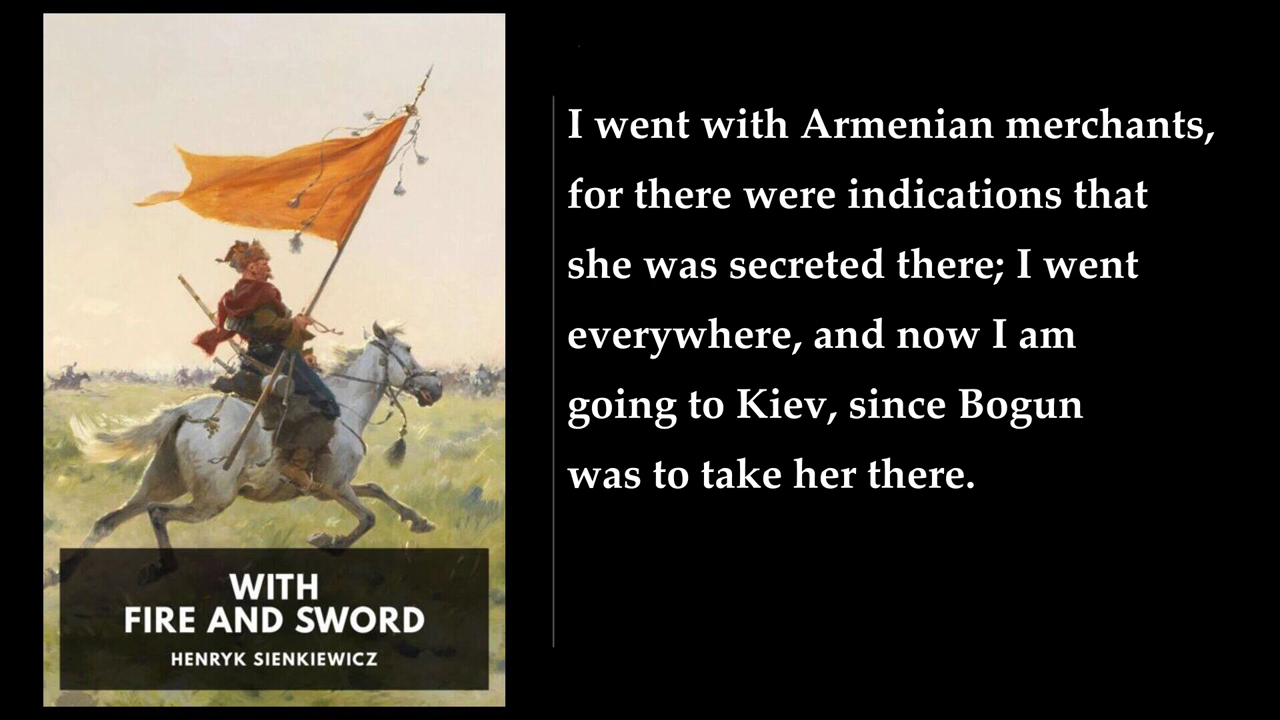 WITH
FIRE AND SWORD
HENRYK SIENKIEWICZ
I went with Armenian merchants,
for there were indications that
she was secreted there; I went
everywhere, and now I am
going to Kiev, since Bogun
was to take her there.